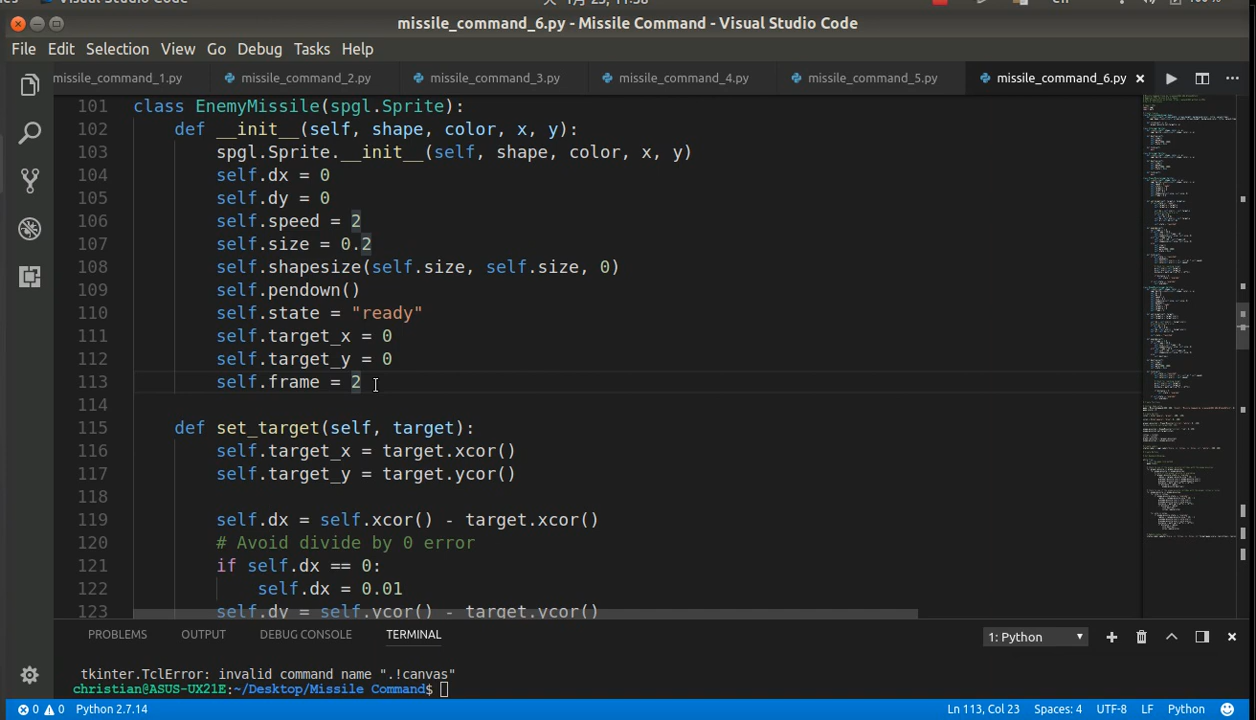 missile_command_6.py - Missile Command - Visual Studio Code
File Edit Selection View Go Debug Tasks Help
missile_command_1.py missile_command_2.py missile_command_3.py missile_command_4.py missile_command_5.py missile_command_6.py
101 class EnemyMissile(spgl.Sprite):
102 def __init__(self, shape, color, x, y):
103 spgl.Sprite.__init__(self, shape, color, x, y)
104 self.dx = 0
105 self.dy = 0
106 self.speed = 2
107 self.size = 0.2
108 self.shapesize(self.size, self.size, 0)
109 self.pendown()
110 self.state = "ready"
111 self.target_x = 0
112 self.target_y = 0
113 self.frame = 2
114
115 def set_target(self, target):
116 self.target_x = target.xcor()
117 self.target_y = target.ycor()
118
119 self.dx = self.xcor() - target.xcor()
120 # Avoid divide by 0 error
121 if self.dx == 0:
122 self.dx = 0.01
123 self.dy = self.ycor() - target.ycor()
PROBLEMS OUTPUT DEBUG CONSOLE TERMINAL 1: Python
tkinter.TclError: invalid command name ".!canvas"
christian@ASUS-UX21E:~/Desktop/Missile Command$
0 0 Python 2.7.14 Ln 113, Col 23 Spaces: 4 UTF-8 LF Python